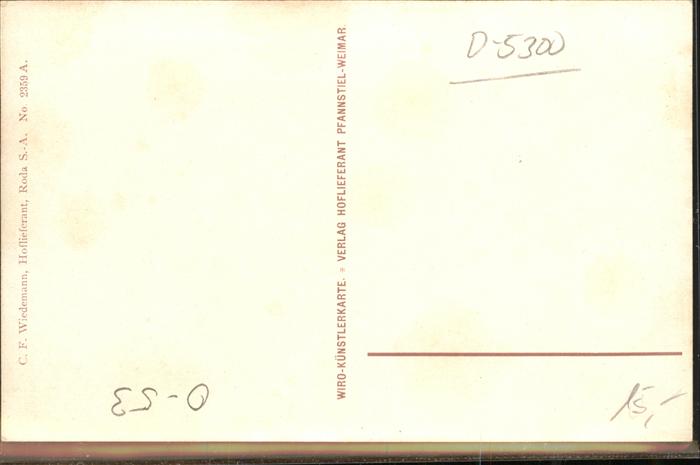 C. F. Wiedemann, Hoflieferant, Roda S.-A. No 2359 A.
WIRO-KÜNSTLERKARTE. * VERLAG HOFLIEFERANT PFANNSTIEL-WEIMAR
D-5300
15,-
O-53